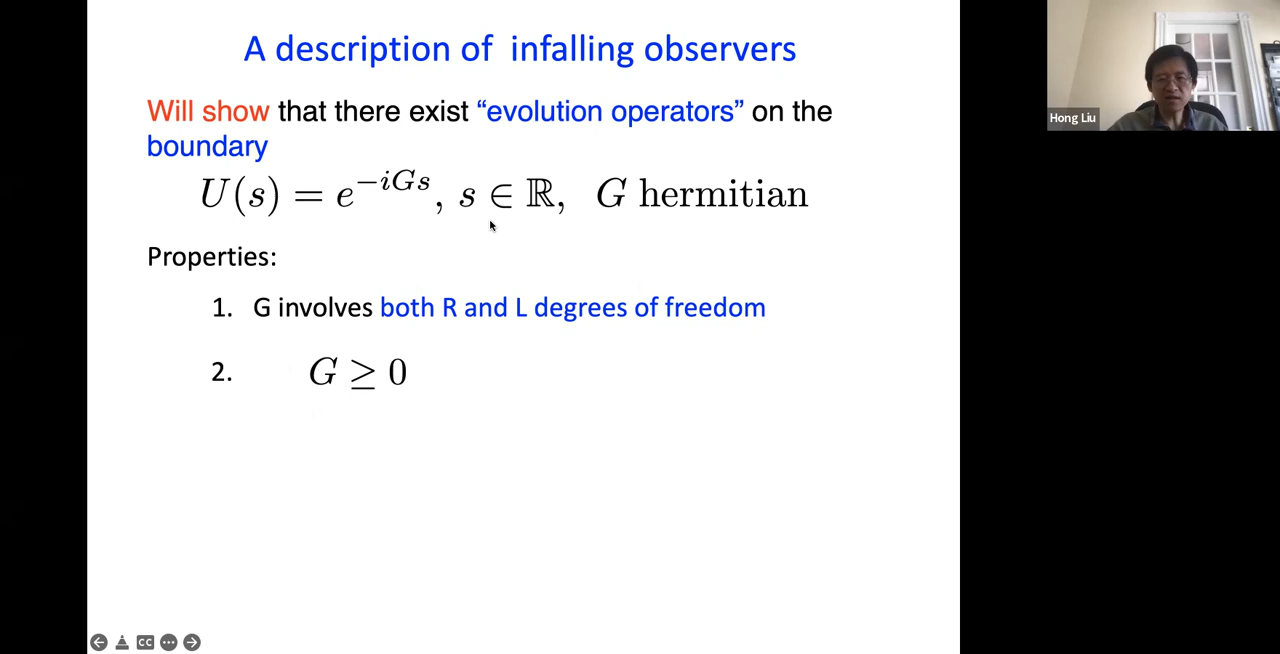 A description of infalling observers
Will show that there exist “evolution operators” on the
boundary
U(s) = e^{−iGs}, s ∈ ℝ, G hermitian
Properties:
1. G involves both R and L degrees of freedom
2. G ≥ 0
Hong Liu
CC